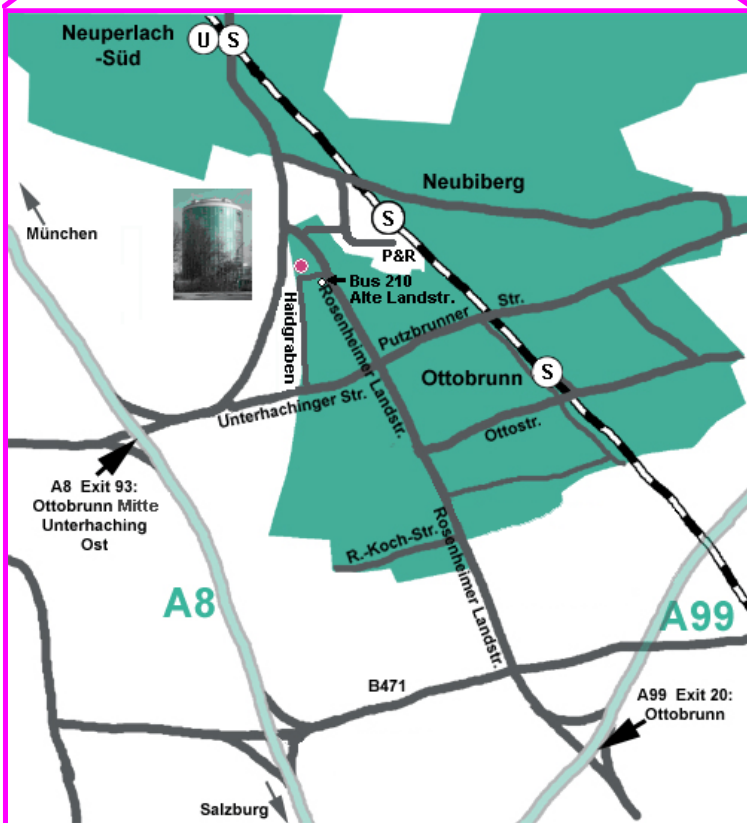 Neuperlach
-Süd
U
S
Neubiberg
München
S
P&R
Bus 210
Alte Landstr.
Haidgraben
Rosenheimer Landstr.
Putzbrunner Str.
Ottobrunn
S
Unterhachinger Str.
Ottostr.
A8 Exit 93:
Ottobrunn Mitte
Unterhaching
Ost
R.-Koch-Str.
Rosenheimer Landstr.
A8
A99
B471
A99 Exit 20:
Ottobrunn
Salzburg